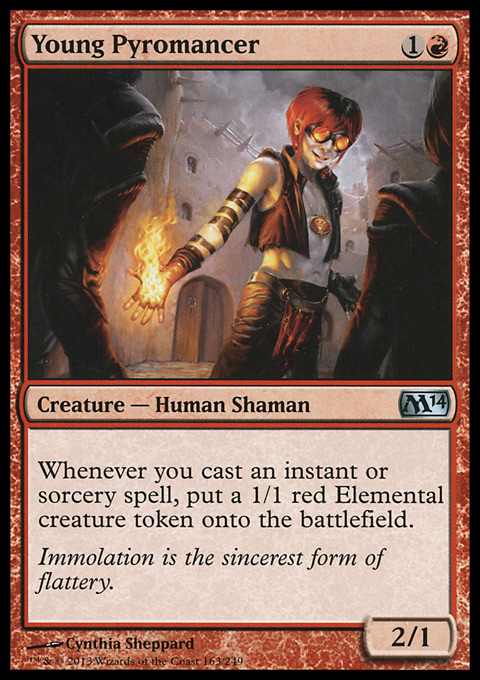 Young Pyromancer 1
Creature — Human Shaman M14
Whenever you cast an instant or
sorcery spell, put a 1/1 red Elemental
creature token onto the battlefield.
Immolation is the sincerest form of
flattery.
2/1
Cynthia Sheppard
™ & © 2013 Wizards of the Coast 163/249